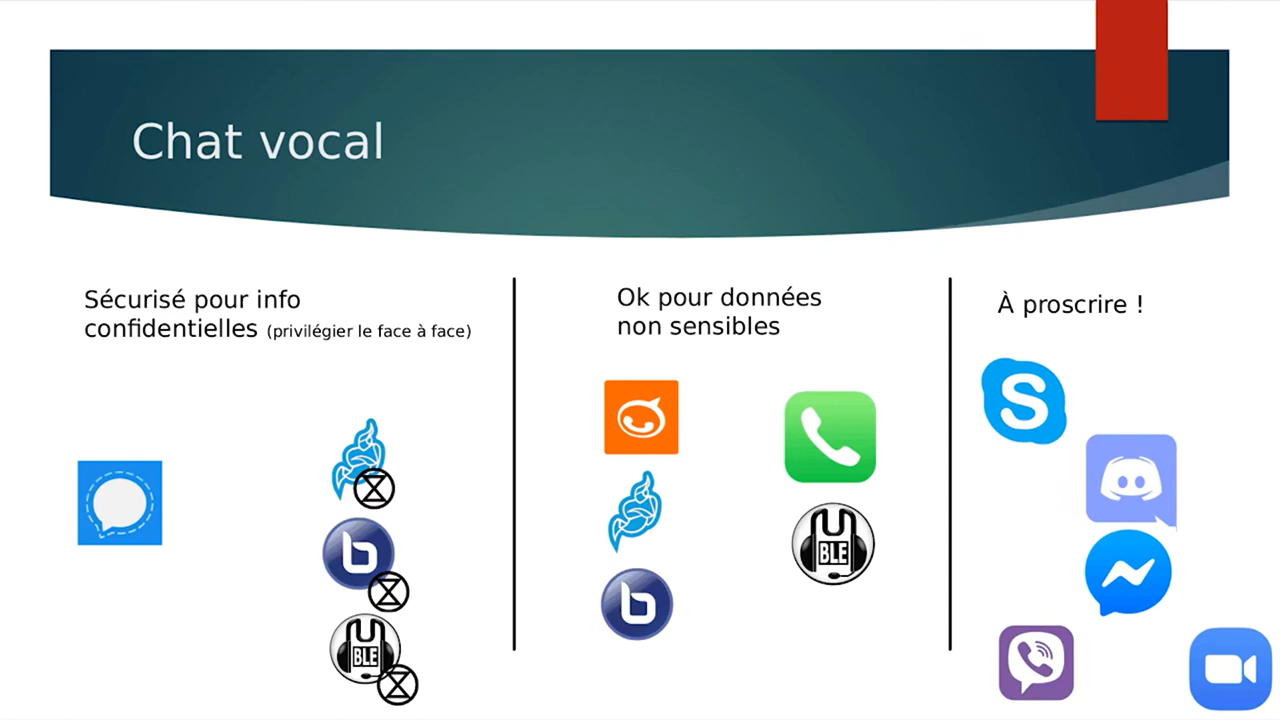 Chat vocal
Sécurisé pour info
confidentielles (privilégier le face à face)
Ok pour données
non sensibles
À proscrire !
S
b
U
BLE
b
U
BLE